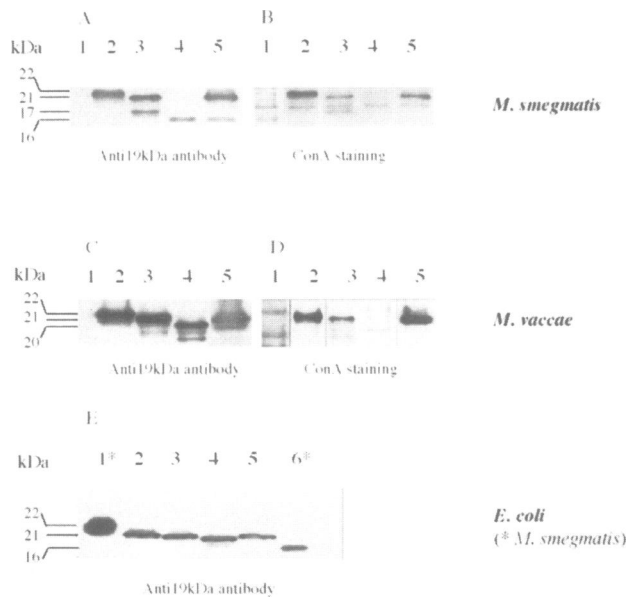 A B
kDa 1 2 3 4 5 1 2 3 4 5
22
21
17
16
M. smegmatis
Anti19kDa antibody ConA staining
C D
kDa 1 2 3 4 5 1 2 3 4 5
22
21
20
M. vaccae
Anti19kDa antibody ConA staining
E
kDa 1* 2 3 4 5 6*
22
21
16
E. coli
(* M. smegmatis)
Anti19kDa antibody